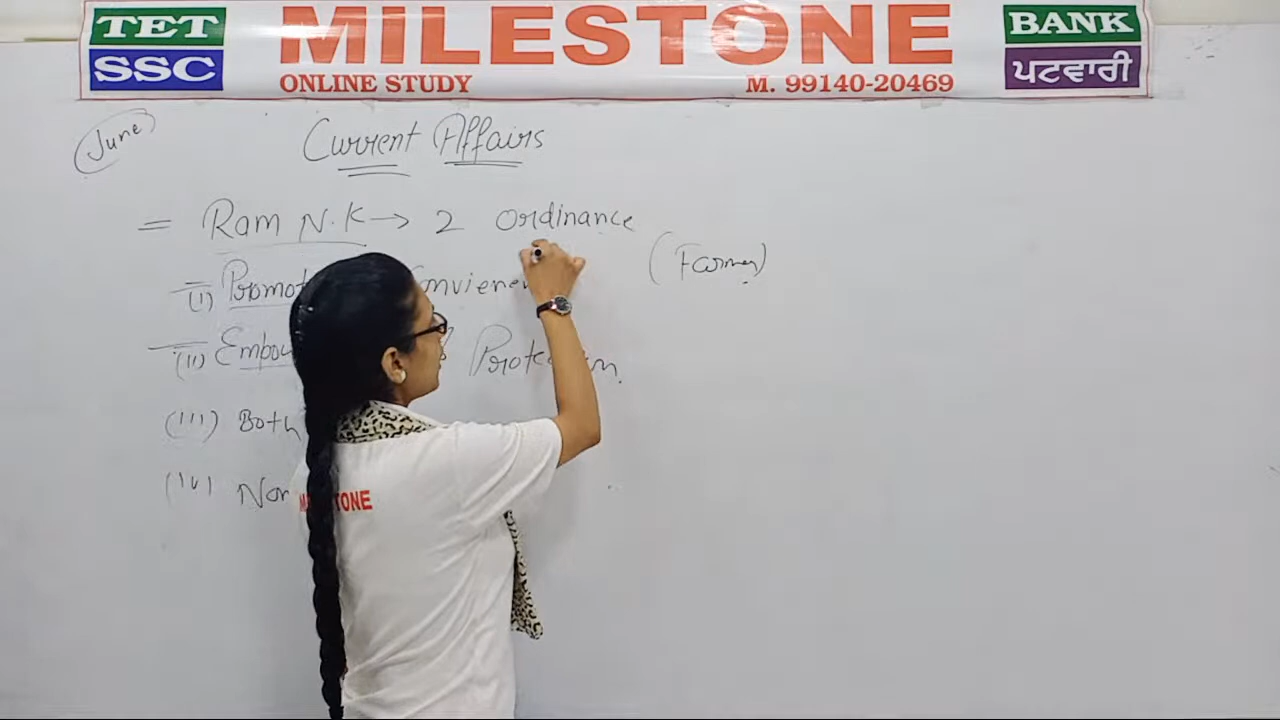 TET
SSC
MILESTONE
ONLINE STUDY M. 99140-20469
BANK
ਪਟਵਾਰੀ
June
Current Affairs
= Ram N.K → 2 Ordinance
(Farmer)
(i) Promot
(ii) Empow
(iii) Both
(iv) Non
TONE